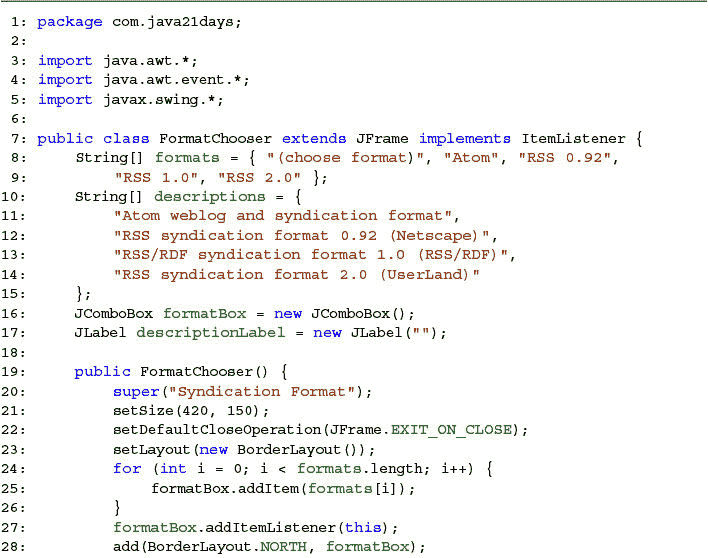 1: package com.java21days;
2:
3: import java.awt.*;
4: import java.awt.event.*;
5: import javax.swing.*;
6:
7: public class FormatChooser extends JFrame implements ItemListener {
8:     String[] formats = { "(choose format)", "Atom", "RSS 0.92",
9:         "RSS 1.0", "RSS 2.0" };
10:     String[] descriptions = {
11:         "Atom weblog and syndication format",
12:         "RSS syndication format 0.92 (Netscape)",
13:         "RSS/RDF syndication format 1.0 (RSS/RDF)",
14:         "RSS syndication format 2.0 (UserLand)"
15:     };
16:     JComboBox formatBox = new JComboBox();
17:     JLabel descriptionLabel = new JLabel("");
18:
19:     public FormatChooser() {
20:         super("Syndication Format");
21:         setSize(420, 150);
22:         setDefaultCloseOperation(JFrame.EXIT_ON_CLOSE);
23:         setLayout(new BorderLayout());
24:         for (int i = 0; i < formats.length; i++) {
25:             formatBox.addItem(formats[i]);
26:         }
27:         formatBox.addItemListener(this);
28:         add(BorderLayout.NORTH, formatBox);